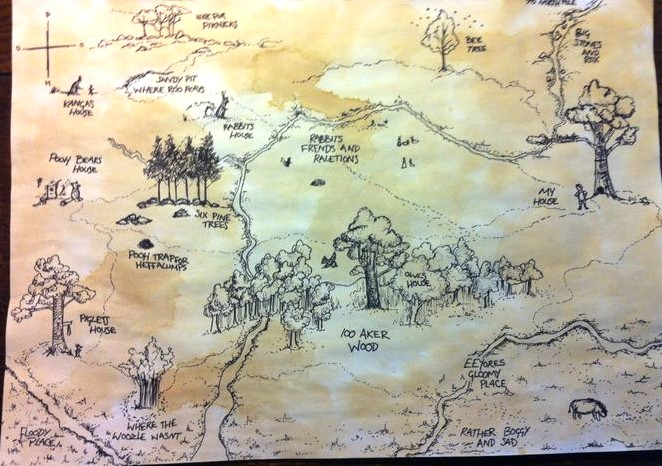 NICE FOR
PIKNICKS
BEE
TREE
BIG
STONES
AND
ROX
SANDY PIT
WHERE ROO PLAYS
KANGA'S
HOUSE
RABBITS
HOUSE
RABBITS
FRENDS AND
RALETIONS
POOH BEARS
HOUSE
MY
HOUSE
SIX PINE
TREES
POOH TRAP FOR
HEFFALUMPS
OWLS
HOUSE
PIGLETS
HOUSE
100 AKER
WOOD
EEYORES
GLOOMY
PLACE
FLOODY
PLACE
WHERE THE
WOOZLE WASNT
RATHER BOGGY
AND SAD